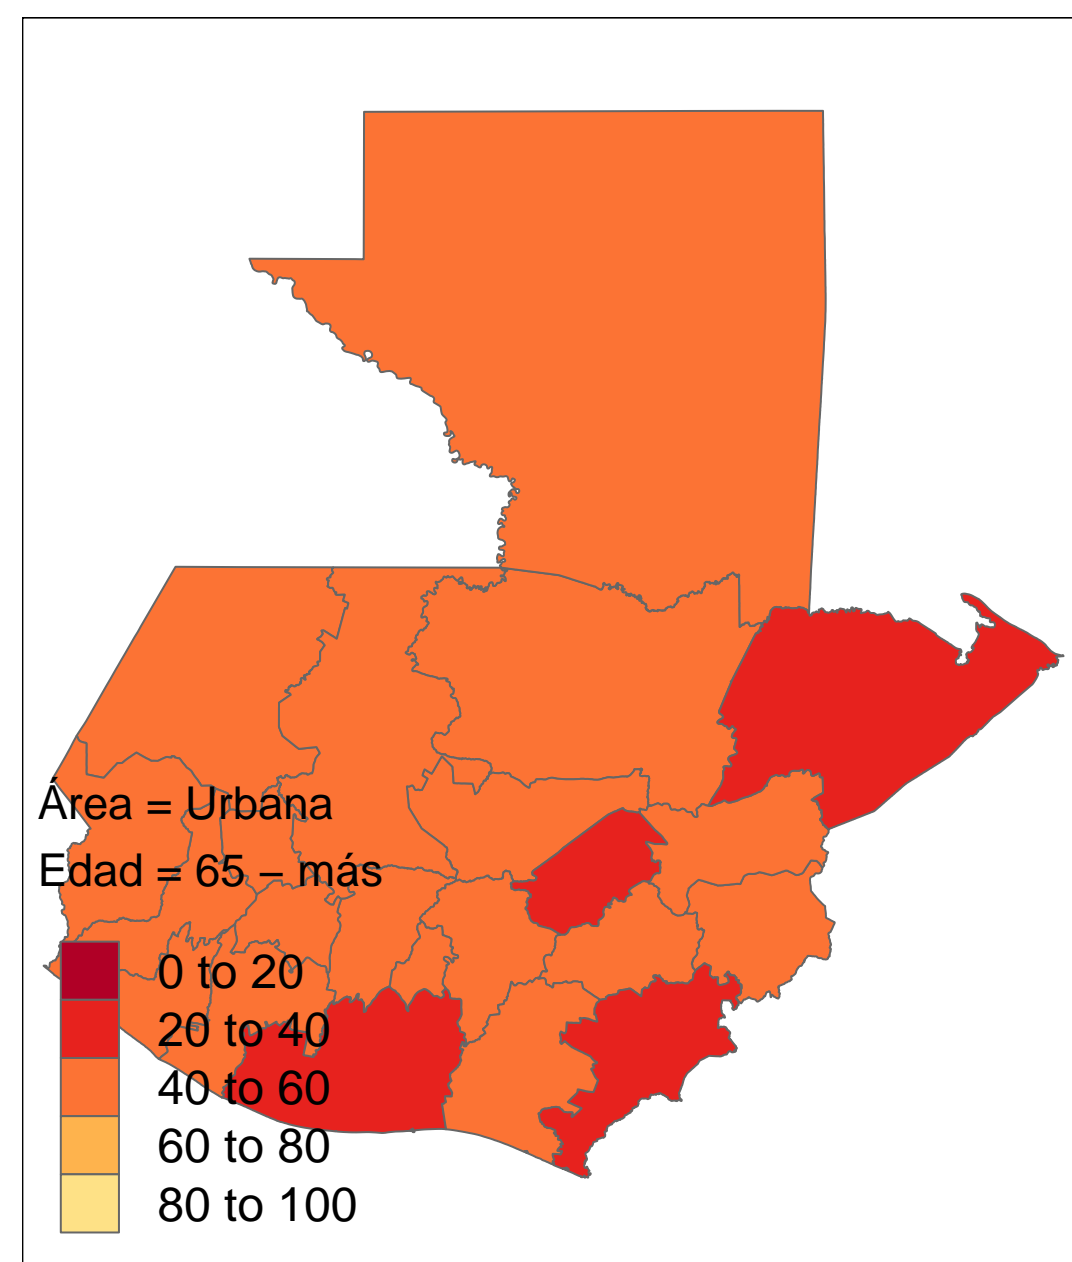 Área = Urbana
Edad = 65 – más
0 to 20
20 to 40
40 to 60
60 to 80
80 to 100